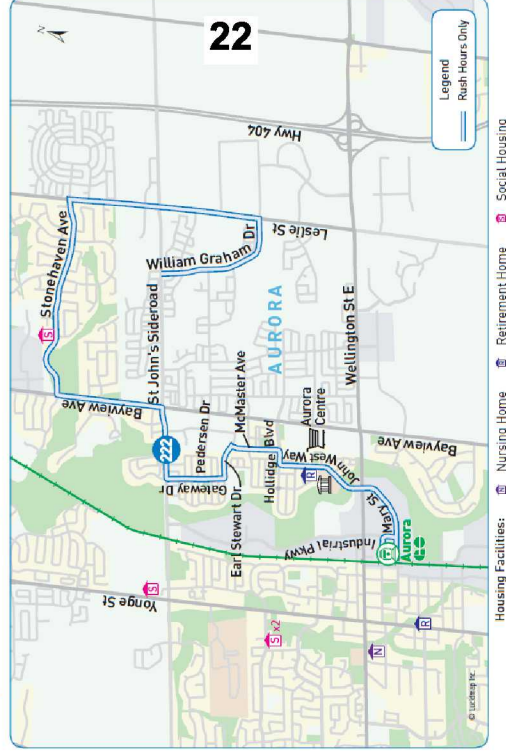 22
N
Legend
Rush Hours Only
Hwy 404
Stonehaven Ave
S
Leslie St
William Graham Dr
St John's Sideroad
AURORA
Wellington St E
Bayview Ave
222
Pedersen Dr
McMaster Ave
Gateway Dr
Earl Stewart Dr
Hollidge Blvd
Aurora
Centre
John West Way
R
Bayview Ave
Industrial Pkwy
Mary St
Aurora
GO
Yonge St
S
S x2
N
R
Housing Facilities:
N Nursing Home
R Retirement Home
S Social Housing